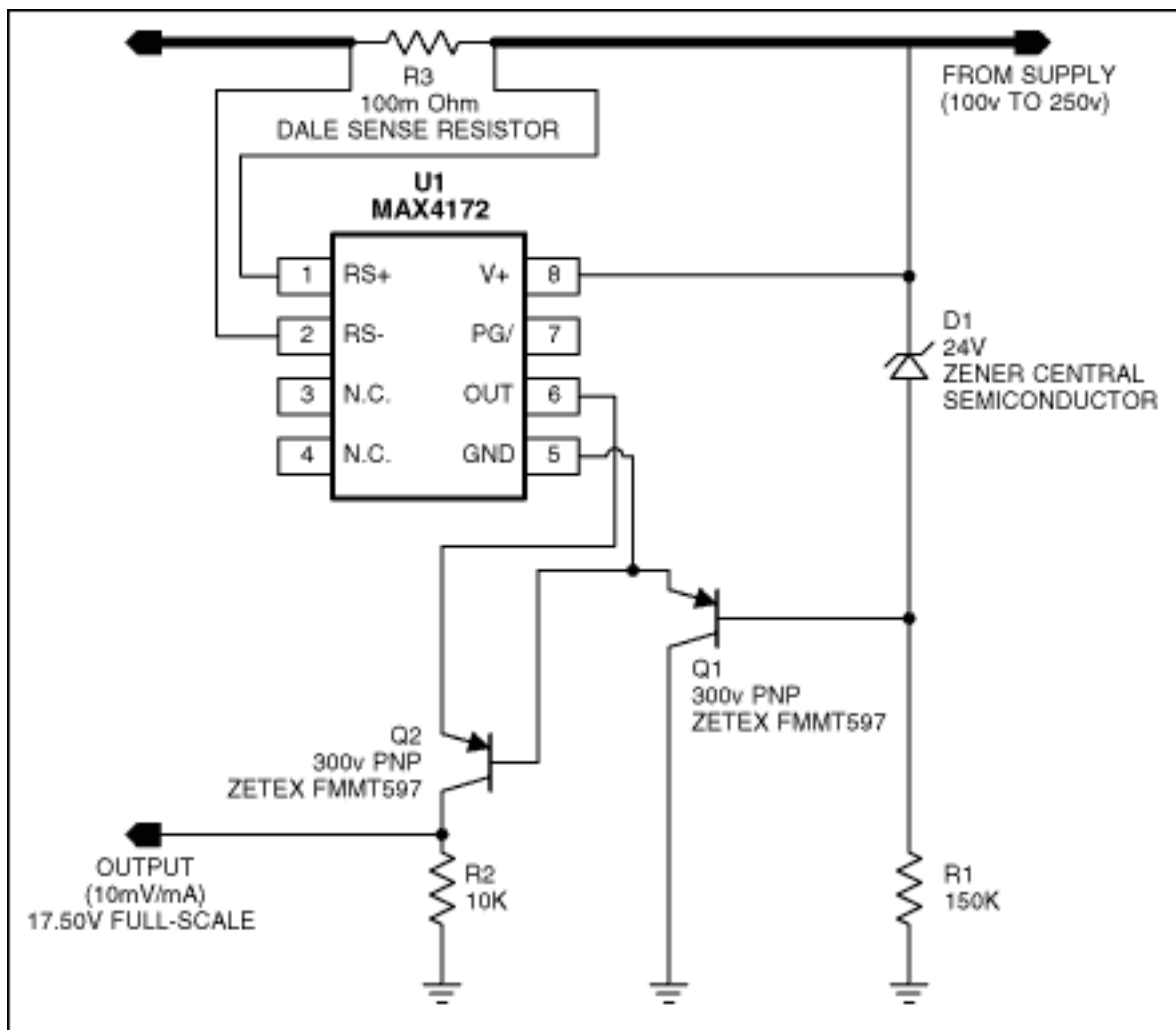 R3
100m Ohm
DALE SENSE RESISTOR
FROM SUPPLY
(100v TO 250v)
U1
MAX4172
1 RS+ V+ 8
2 RS- PG/ 7
3 N.C. OUT 6
4 N.C. GND 5
D1
24V
ZENER CENTRAL
SEMICONDUCTOR
Q1
300v PNP
ZETEX FMMT597
Q2
300v PNP
ZETEX FMMT597
OUTPUT
(10mV/mA)
17.50V FULL-SCALE
R2
10K
R1
150K